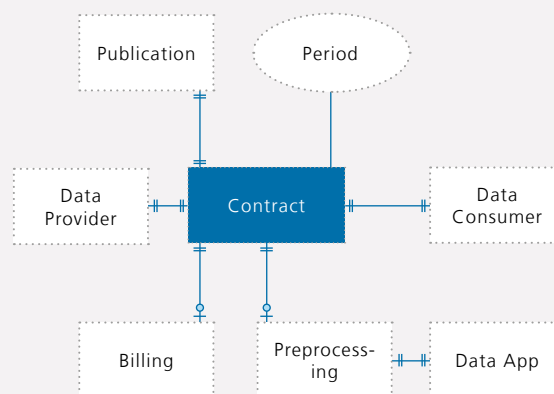 Publication
Period
Data
Provider
Contract
Data
Consumer
Billing
Preprocess-
ing
Data App